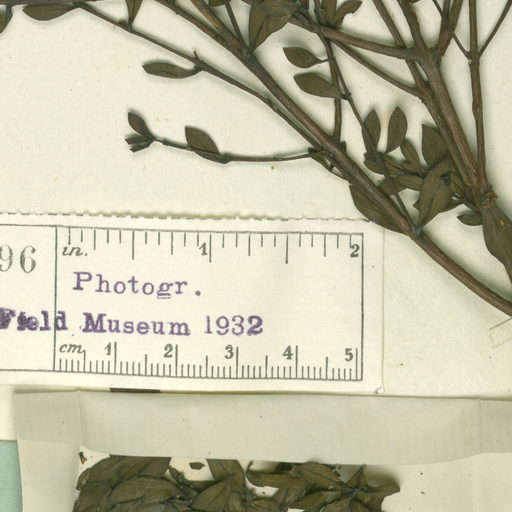 96
in. 1 2
Photogr.
Field Museum 1932
cm 1 2 3 4 5